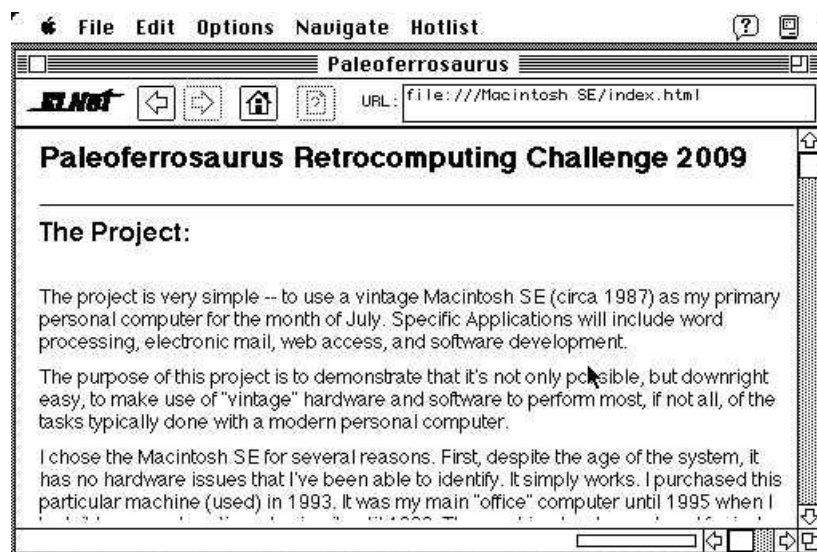 File Edit Options Navigate Hotlist
Paleoferrosaurus
URL: file:///Macintosh SE/index.html
Paleoferrosaurus Retrocomputing Challenge 2009
The Project:
The project is very simple -- to use a vintage Macintosh SE (circa 1987) as my primary
personal computer for the month of July. Specific Applications will include word
processing, electronic mail, web access, and software development.
The purpose of this project is to demonstrate that it's not only possible, but downright
easy, to make use of "vintage" hardware and software to perform most, if not all, of the
tasks typically done with a modern personal computer.
I chose the Macintosh SE for several reasons. First, despite the age of the system, it
has no hardware issues that I've been able to identify. It simply works. I purchased this
particular machine (used) in 1993. It was my main "office" computer until 1995 when I